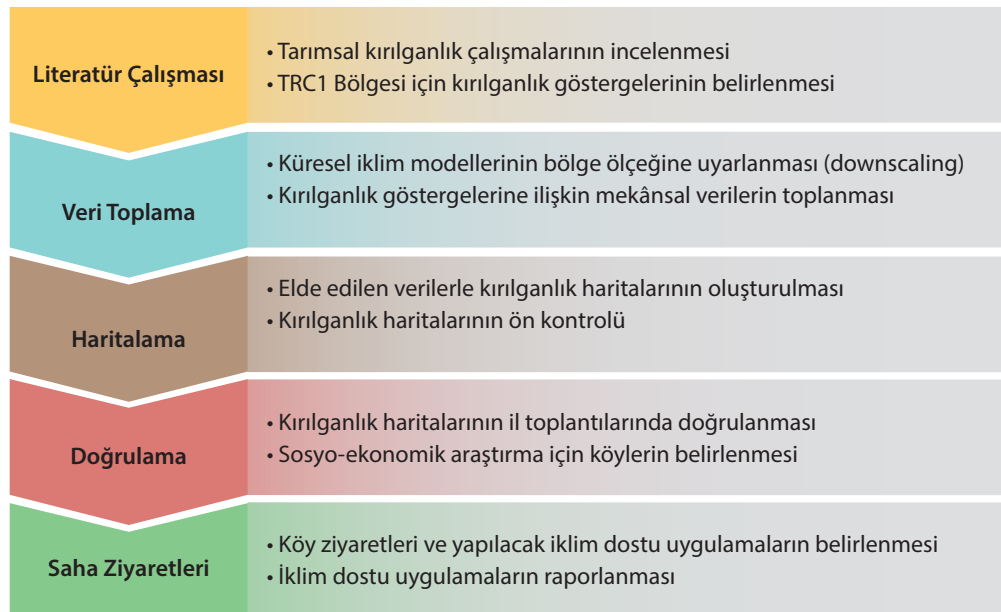 Literatür Çalışması
• Tarımsal kırılganlık çalışmalarının incelenmesi
• TRC1 Bölgesi için kırılganlık göstergelerinin belirlenmesi
Veri Toplama
• Küresel iklim modellerinin bölge ölçeğine uyarlanması (downscaling)
• Kırılganlık göstergelerine ilişkin mekânsal verilerin toplanması
Haritalama
• Elde edilen verilerle kırılganlık haritalarının oluşturulması
• Kırılganlık haritalarının ön kontrolü
Doğrulama
• Kırılganlık haritalarının il toplantılarında doğrulanması
• Sosyo-ekonomik araştırma için köylerin belirlenmesi
Saha Ziyaretleri
• Köy ziyaretleri ve yapılacak iklim dostu uygulamaların belirlenmesi
• İklim dostu uygulamaların raporlanması